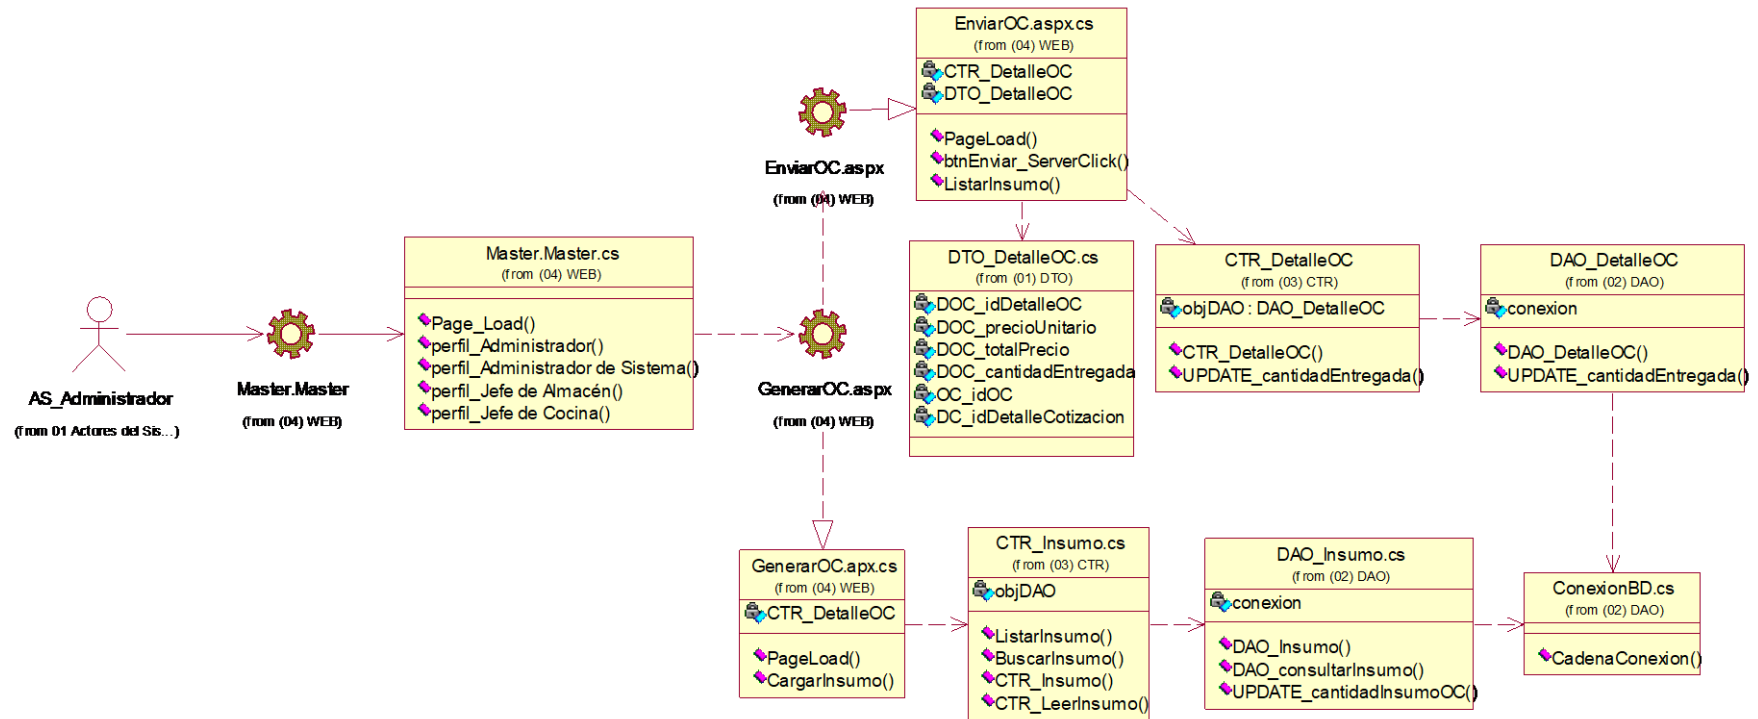 EnviarOC.aspx.cs
(from (04) WEB)
CTR_DetalleOC
DTO_DetalleOC
PageLoad()
btnEnviar_ServerClick()
ListarInsumo()
EnviarOC.aspx
(from (04) WEB)
Master.Master.cs
(from (04) WEB)
Page_Load()
perfil_Administrador()
perfil_Administrador de Sistema()
perfil_Jefe de Almacén()
perfil_Jefe de Cocina()
DTO_DetalleOC.cs
(from (01) DTO)
DOC_idDetalleOC
DOC_precioUnitario
DOC_totalPrecio
DOC_cantidadEntregada
OC_idOC
DC_idDetalleCotizacion
CTR_DetalleOC
(from (03) CTR)
objDAO : DAO_DetalleOC
CTR_DetalleOC()
UPDATE_cantidadEntregada()
DAO_DetalleOC
(from (02) DAO)
conexion
DAO_DetalleOC()
UPDATE_cantidadEntregada()
AS_Administrador
(from 01 Actores del Sis...)
Master.Master
(from (04) WEB)
GenerarOC.aspx
(from (04) WEB)
GenerarOC.apx.cs
(from (04) WEB)
CTR_DetalleOC
PageLoad()
CargarInsumo()
CTR_Insumo.cs
(from (03) CTR)
objDAO
ListarInsumo()
BuscarInsumo()
CTR_Insumo()
CTR_LeerInsumo()
DAO_Insumo.cs
(from (02) DAO)
conexion
DAO_Insumo()
DAO_consultarInsumo()
UPDATE_cantidadInsumoOC()
ConexionBD.cs
(from (02) DAO)
CadenaConexion()